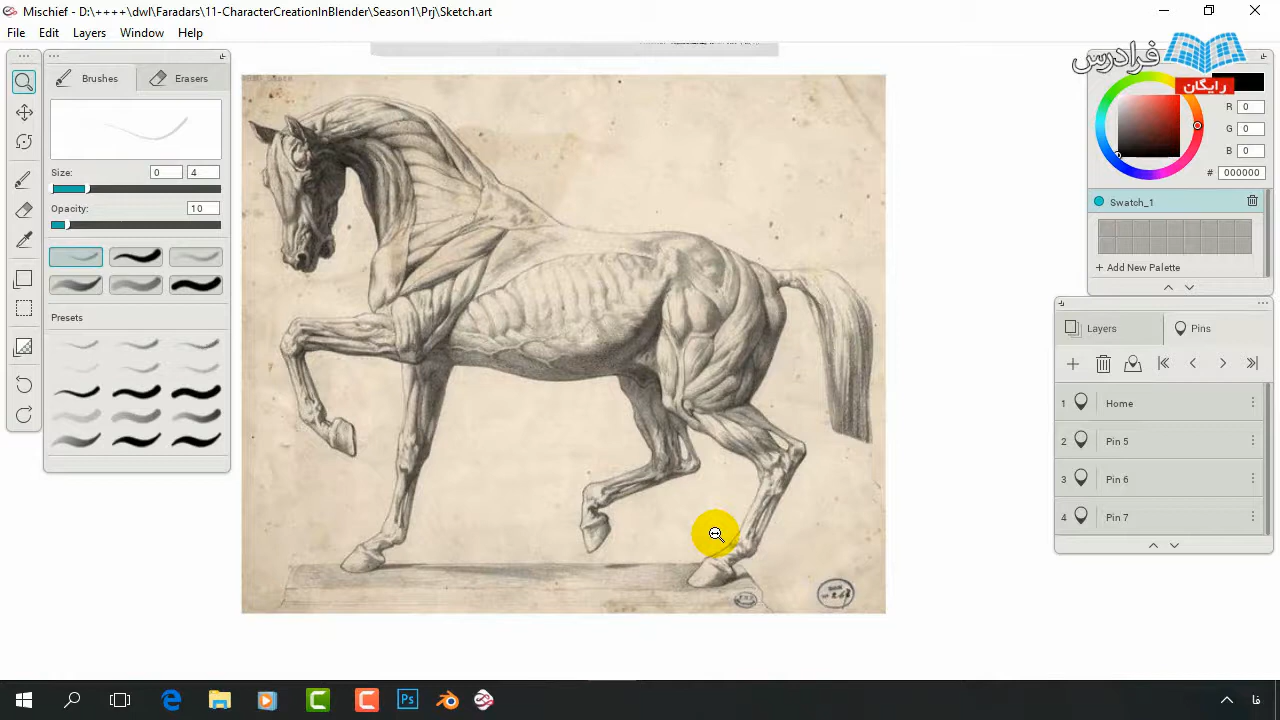 Mischief - D:\++++\dwl\Faradars\11-CharacterCreationInBlender\Season1\Prj\Sketch.art
File Edit Layers Window Help
فرادرس
رایگان
Brushes Erasers
Size: 0 4
Opacity: 10
Presets
R 0
G 0
B 0
# 000000
Swatch_1
+ Add New Palette
Layers Pins
1 Home
2 Pin 5
3 Pin 6
4 Pin 7
Ps
فا